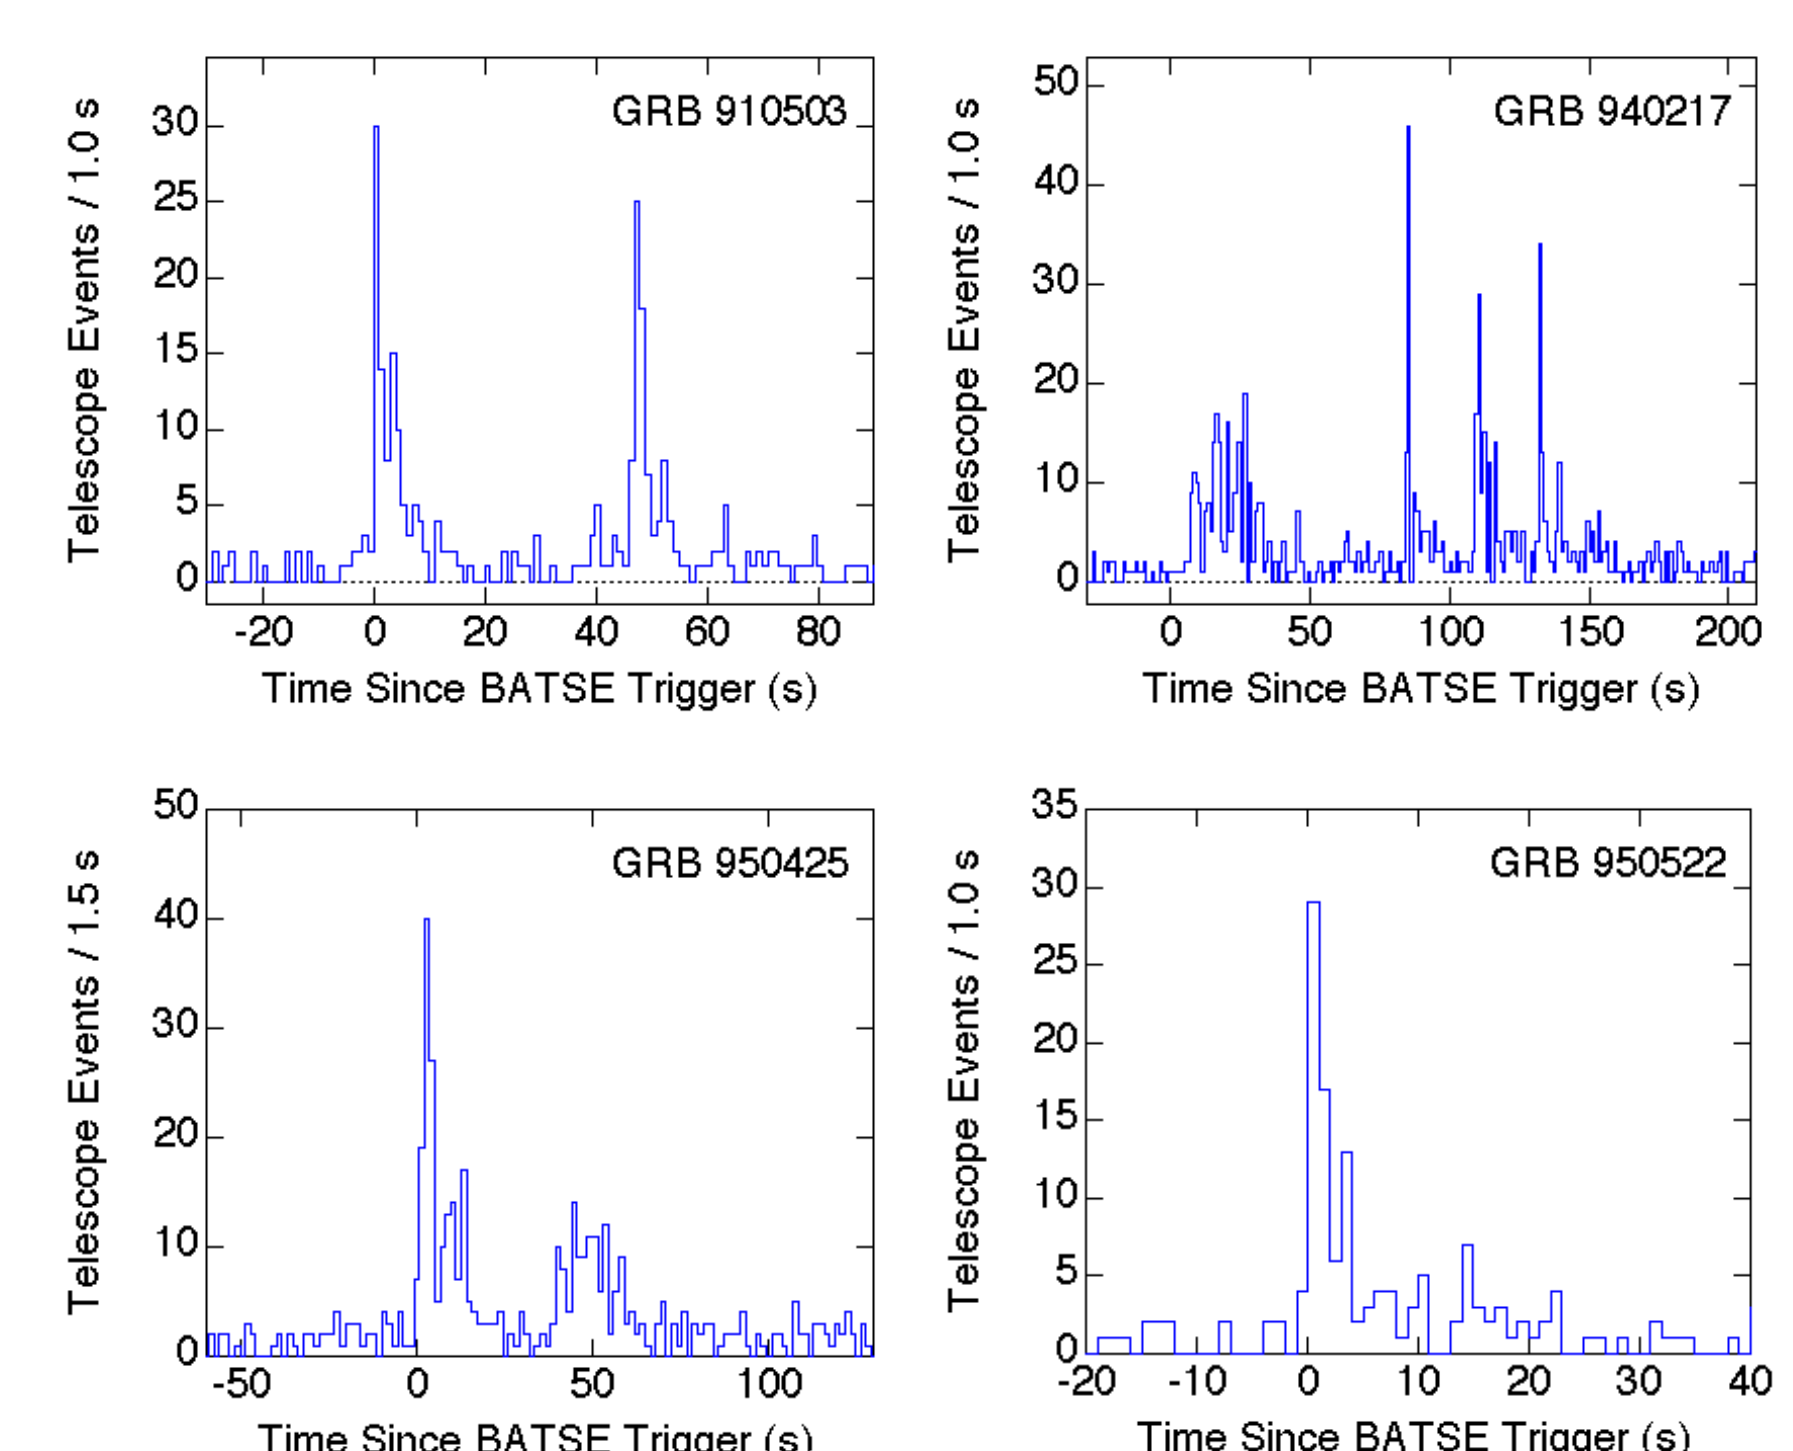 GRB 910503
Telescope Events / 1.0 s
30
25
20
15
10
5
0
-20 0 20 40 60 80
Time Since BATSE Trigger (s)
GRB 940217
Telescope Events / 1.0 s
50
40
30
20
10
0
0 50 100 150 200
Time Since BATSE Trigger (s)
GRB 950425
Telescope Events / 1.5 s
50
40
30
20
10
0
-50 0 50 100
Time Since BATSE Trigger (s)
GRB 950522
Telescope Events / 1.0 s
35
30
25
20
15
10
5
0
-20 -10 0 10 20 30 40
Time Since BATSE Trigger (s)